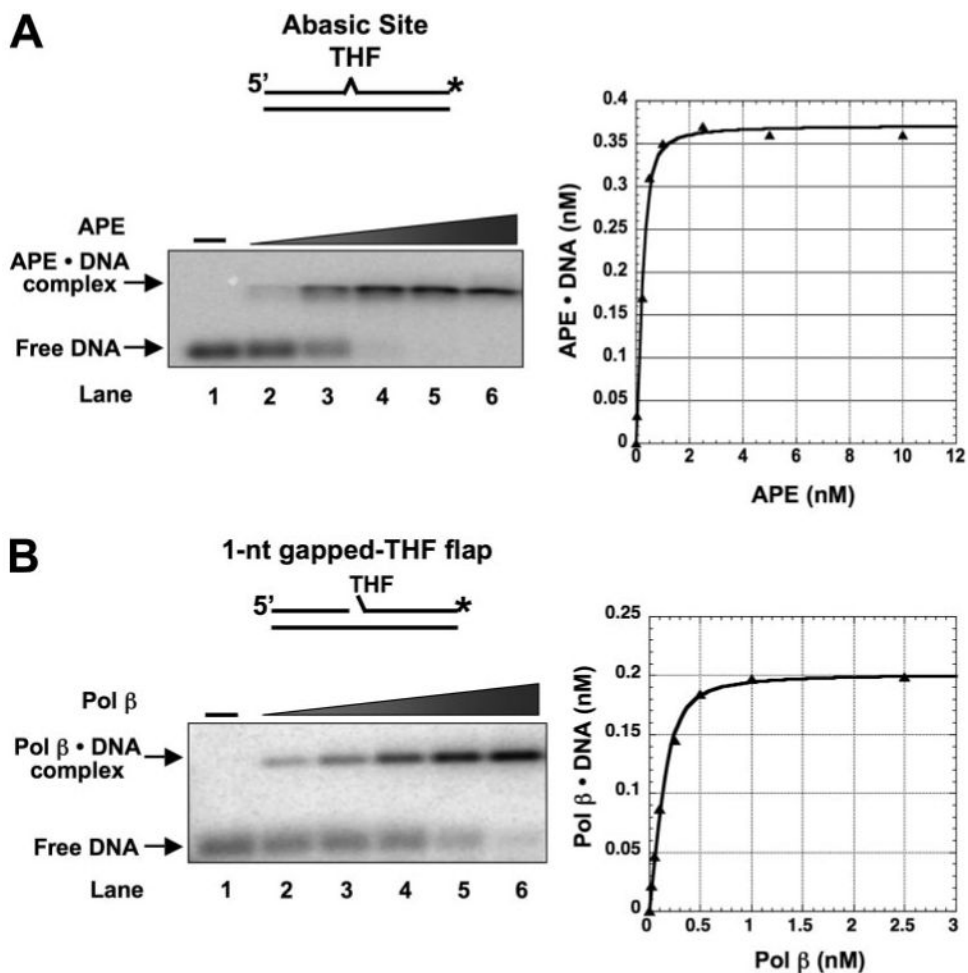 A
Abasic Site
THF
5’
*
APE
APE • DNA
complex
Free DNA
Lane 1 2 3 4 5 6
APE • DNA (nM)
0.4
0.35
0.3
0.25
0.2
0.15
0.1
0.05
0
0 2 4 6 8 10 12
APE (nM)
B
1-nt gapped-THF flap
THF
5’
*
Pol β
Pol β • DNA
complex
Free DNA
Lane 1 2 3 4 5 6
Pol β • DNA (nM)
0.25
0.2
0.15
0.1
0.05
0
0 0.5 1 1.5 2 2.5 3
Pol β (nM)